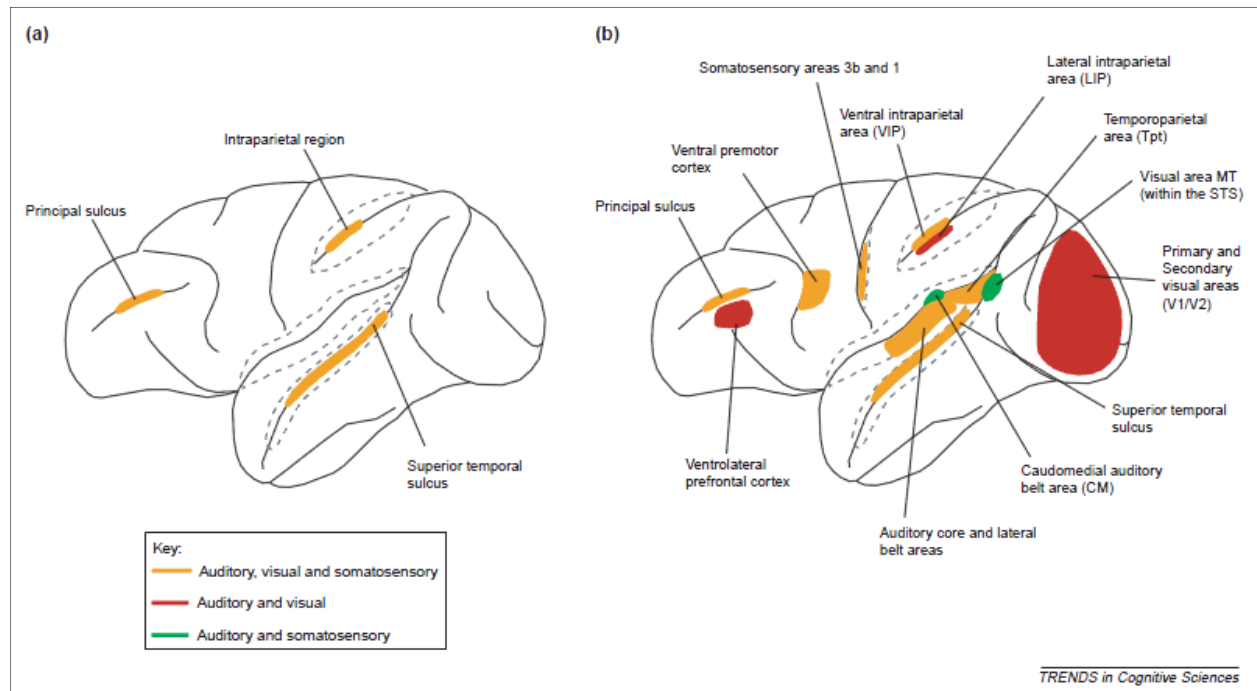 (a)
Intraparietal region
Principal sulcus
Superior temporal
sulcus
Key:
Auditory, visual and somatosensory
Auditory and visual
Auditory and somatosensory
(b)
Somatosensory areas 3b and 1
Lateral intraparietal
area (LIP)
Ventral intraparietal
area (VIP)
Temporoparietal
area (Tpt)
Ventral premotor
cortex
Visual area MT
(within the STS)
Principal sulcus
Primary and
Secondary
visual areas
(V1/V2)
Superior temporal
sulcus
Ventrolateral
prefrontal cortex
Caudomedial auditory
belt area (CM)
Auditory core and lateral
belt areas
TRENDS in Cognitive Sciences